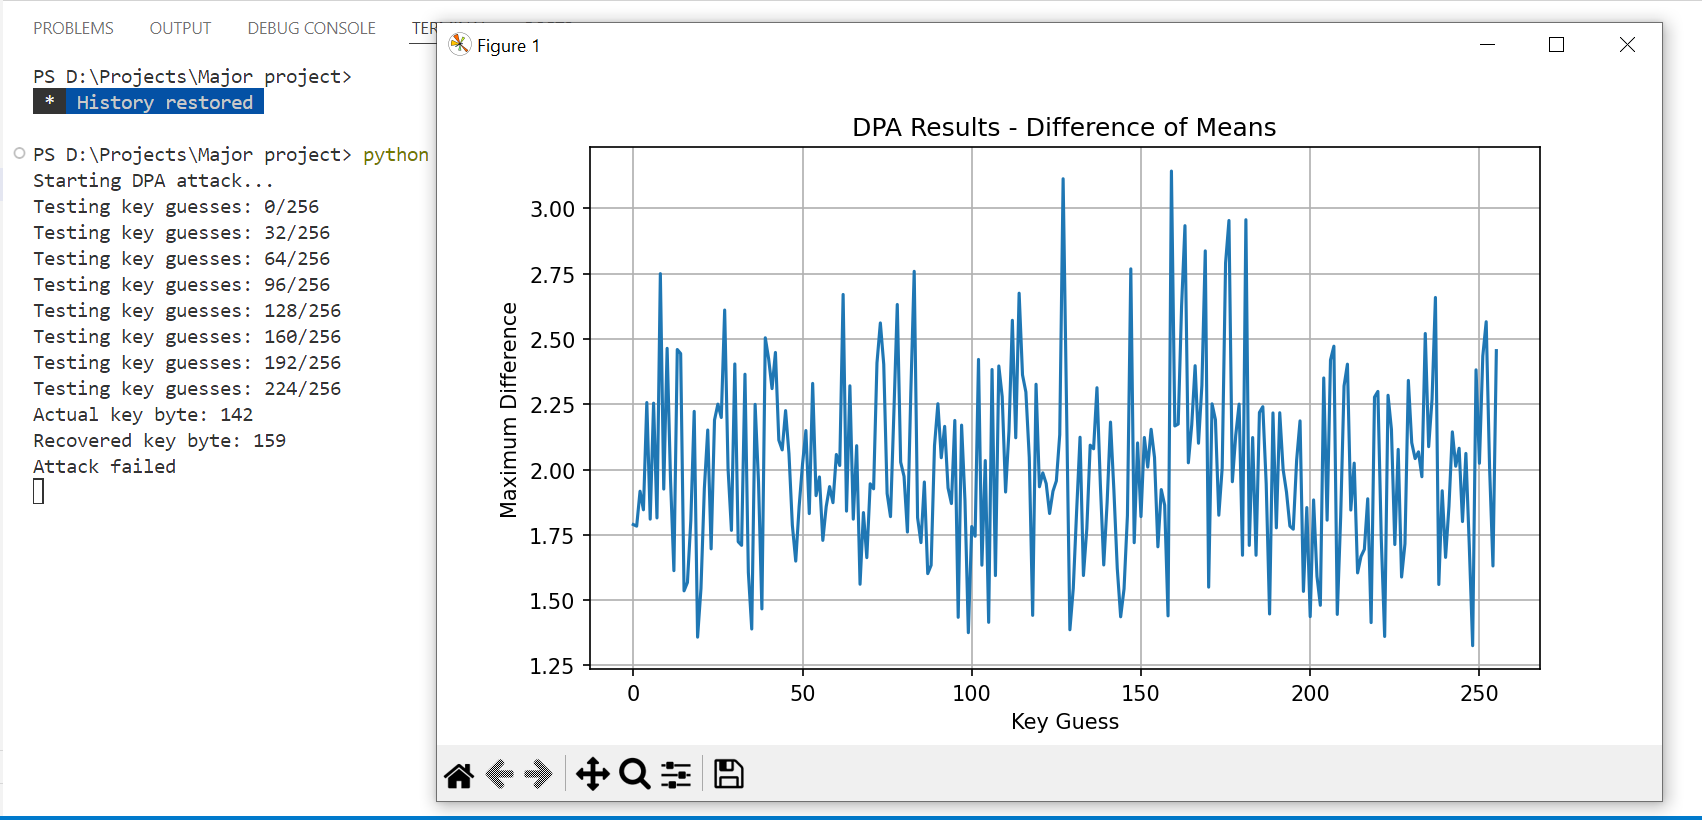 PROBLEMS OUTPUT DEBUG CONSOLE
PS D:\Projects\Major project>
* History restored
PS D:\Projects\Major project> python
Starting DPA attack...
Testing key guesses: 0/256
Testing key guesses: 32/256
Testing key guesses: 64/256
Testing key guesses: 96/256
Testing key guesses: 128/256
Testing key guesses: 160/256
Testing key guesses: 192/256
Testing key guesses: 224/256
Actual key byte: 142
Recovered key byte: 159
Attack failed
Figure 1
DPA Results - Difference of Means
Maximum Difference
3.00
2.75
2.50
2.25
2.00
1.75
1.50
1.25
0 50 100 150 200 250
Key Guess